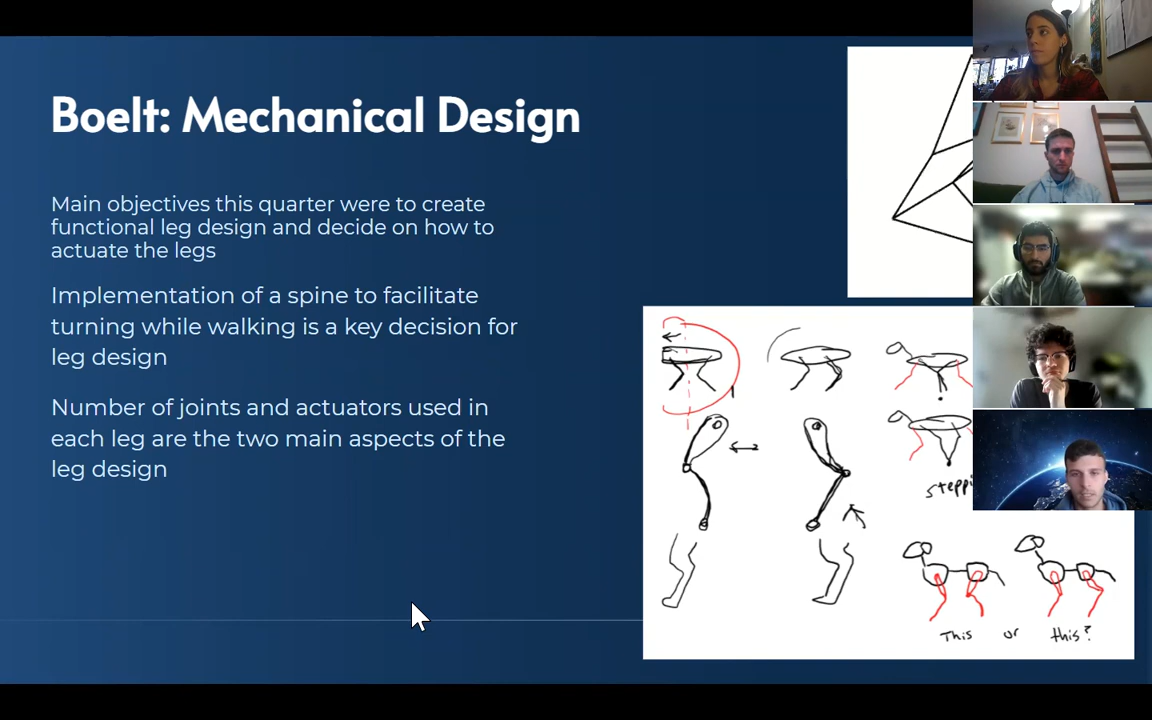 Boelt: Mechanical Design
Main objectives this quarter were to create
functional leg design and decide on how to
actuate the legs
Implementation of a spine to facilitate
turning while walking is a key decision for
leg design
Number of joints and actuators used in
each leg are the two main aspects of the
leg design
This or this?